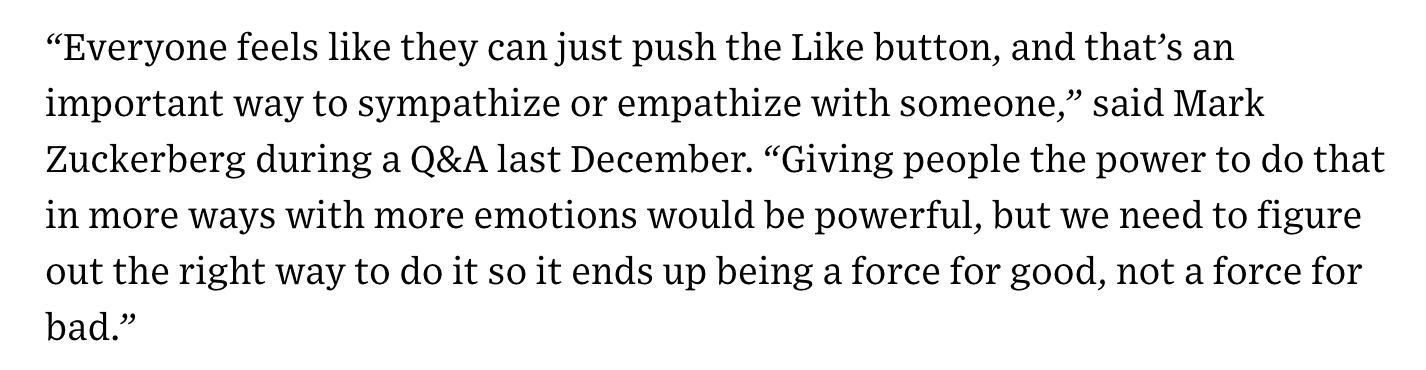 “Everyone feels like they can just push the Like button, and that’s an
important way to sympathize or empathize with someone,” said Mark
Zuckerberg during a Q&A last December. “Giving people the power to do that
in more ways with more emotions would be powerful, but we need to figure
out the right way to do it so it ends up being a force for good, not a force for
bad.”